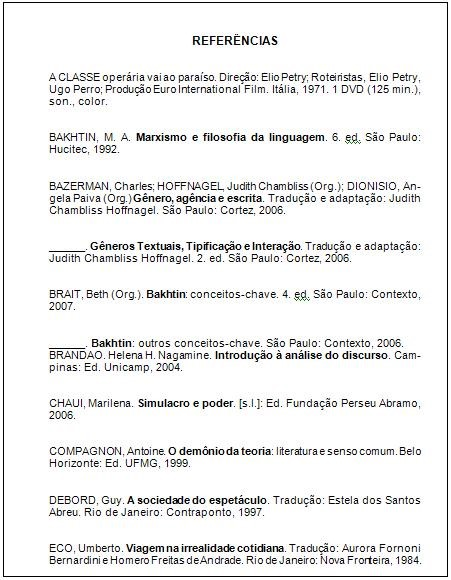 REFERÊNCIAS
A CLASSE operária vai ao paraíso. Direção: Elio Petry; Roteiristas, Elio Petry,
Ugo Perro; Produção Euro International Film. Itália, 1971. 1 DVD (125 min.),
son., color.
BAKHTIN, M. A. Marxismo e filosofia da linguagem. 6. ed. São Paulo:
Hucitec, 1992.
BAZERMAN, Charles; HOFFNAGEL, Judith Chambliss (Org.); DIONISIO, An-
gela Paiva (Org.) Gênero, agência e escrita. Tradução e adaptação: Judith
Chambliss Hoffnagel. São Paulo: Cortez, 2006.
______. Gêneros Textuais, Tipificação e Interação. Tradução e adaptação:
Judith Chambliss Hoffnagel. 2. ed. São Paulo: Cortez, 2006.
BRAIT, Beth (Org.). Bakhtin: conceitos-chave. 4. ed. São Paulo: Contexto,
2007.
______. Bakhtin: outros conceitos-chave. São Paulo: Contexto, 2006.
BRANDAO. Helena H. Nagamine. Introdução à análise do discurso. Cam-
pinas: Ed. Unicamp, 2004.
CHAUI, Marilena. Simulacro e poder. [s.l.]: Ed. Fundação Perseu Abramo,
2006.
COMPAGNON, Antoine. O demônio da teoria: literatura e senso comum. Belo
Horizonte: Ed. UFMG, 1999.
DEBORD, Guy. A sociedade do espetáculo. Tradução: Estela dos Santos
Abreu. Rio de Janeiro: Contraponto, 1997.
ECO, Umberto. Viagem na irrealidade cotidiana. Tradução: Aurora Fornoni
Bernardini e Homero Freitas de Andrade. Rio de Janeiro: Nova Fronteira, 1984.